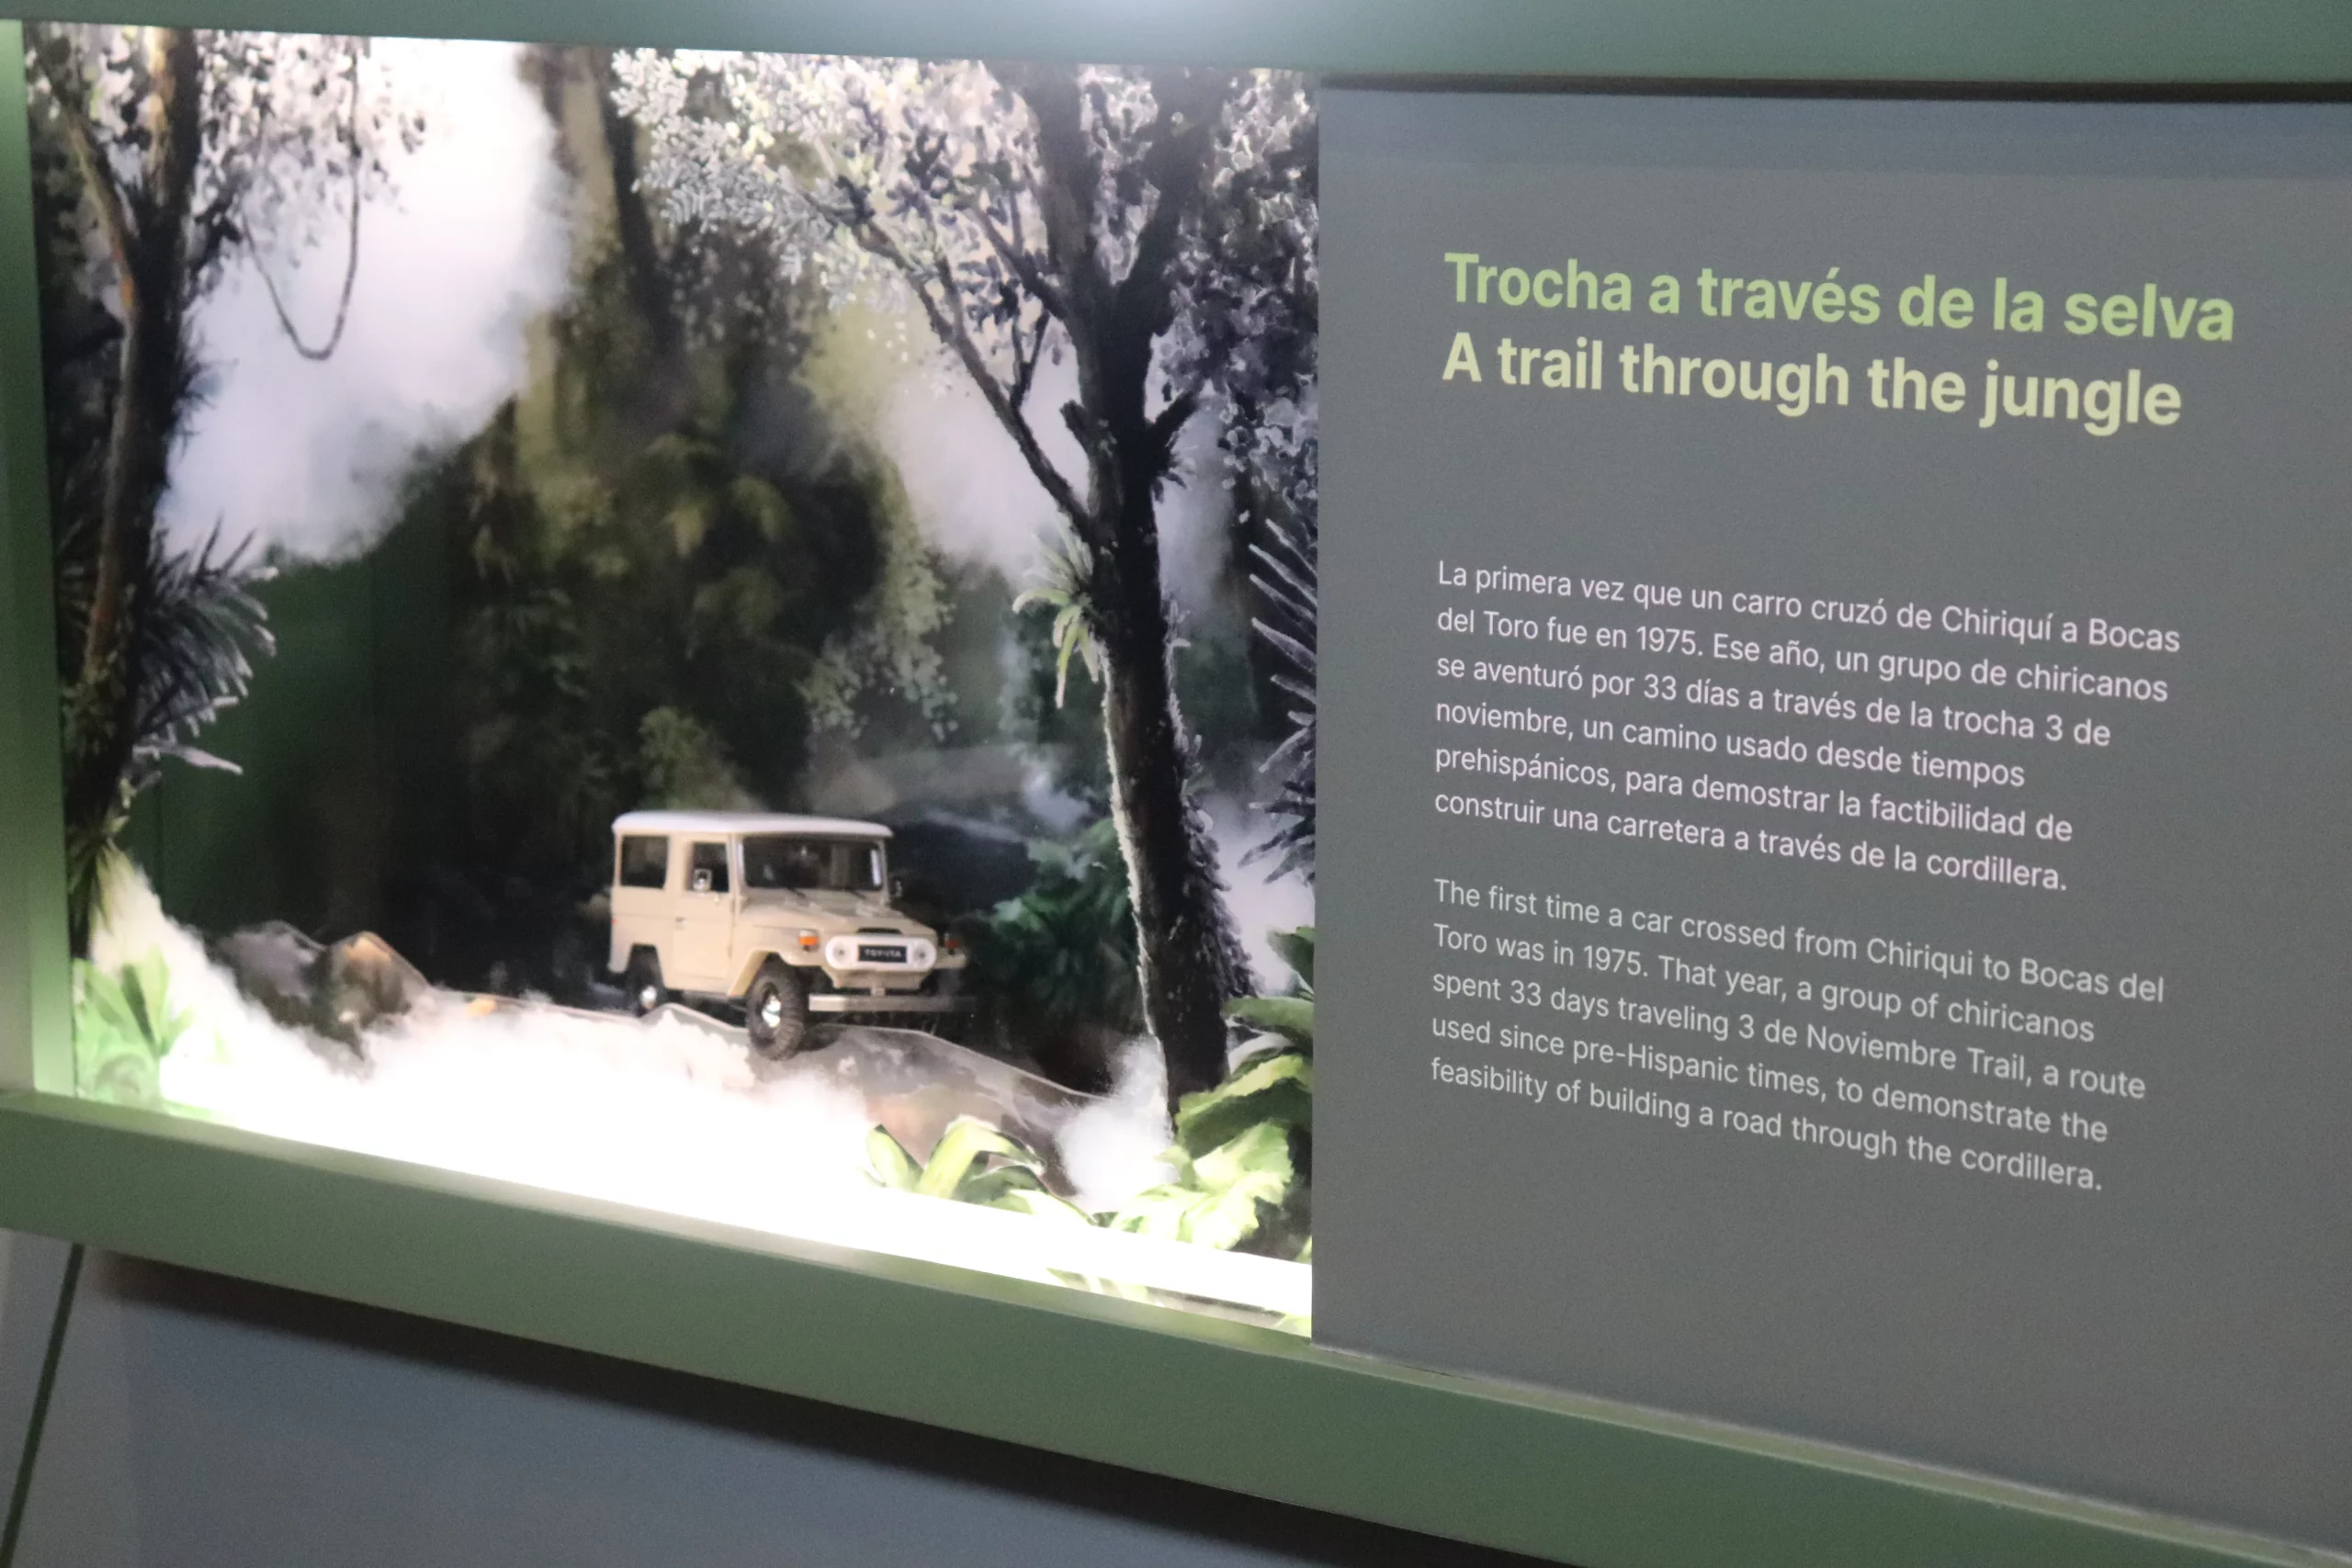 Trocha a través de la selva
A trail through the jungle
La primera vez que un carro cruzó de Chiriquí a Bocas
del Toro fue en 1975. Ese año, un grupo de chiricanos
se aventuró por 33 días a través de la trocha 3 de
noviembre, un camino usado desde tiempos
prehispánicos, para demostrar la factibilidad de
construir una carretera a través de la cordillera.
The first time a car crossed from Chiriqui to Bocas del
Toro was in 1975. That year, a group of chiricanos
spent 33 days traveling 3 de Noviembre Trail, a route
used since pre-Hispanic times, to demonstrate the
feasibility of building a road through the cordillera.
TOYOTA